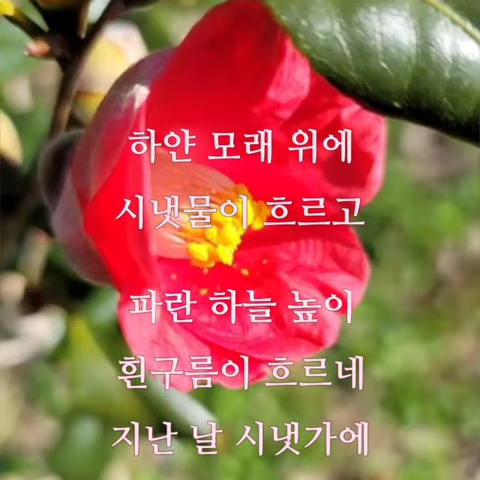 하얀 모래 위에
시냇물이 흐르고
파란 하늘 높이
흰구름이 흐르네
지난 날 시냇가에